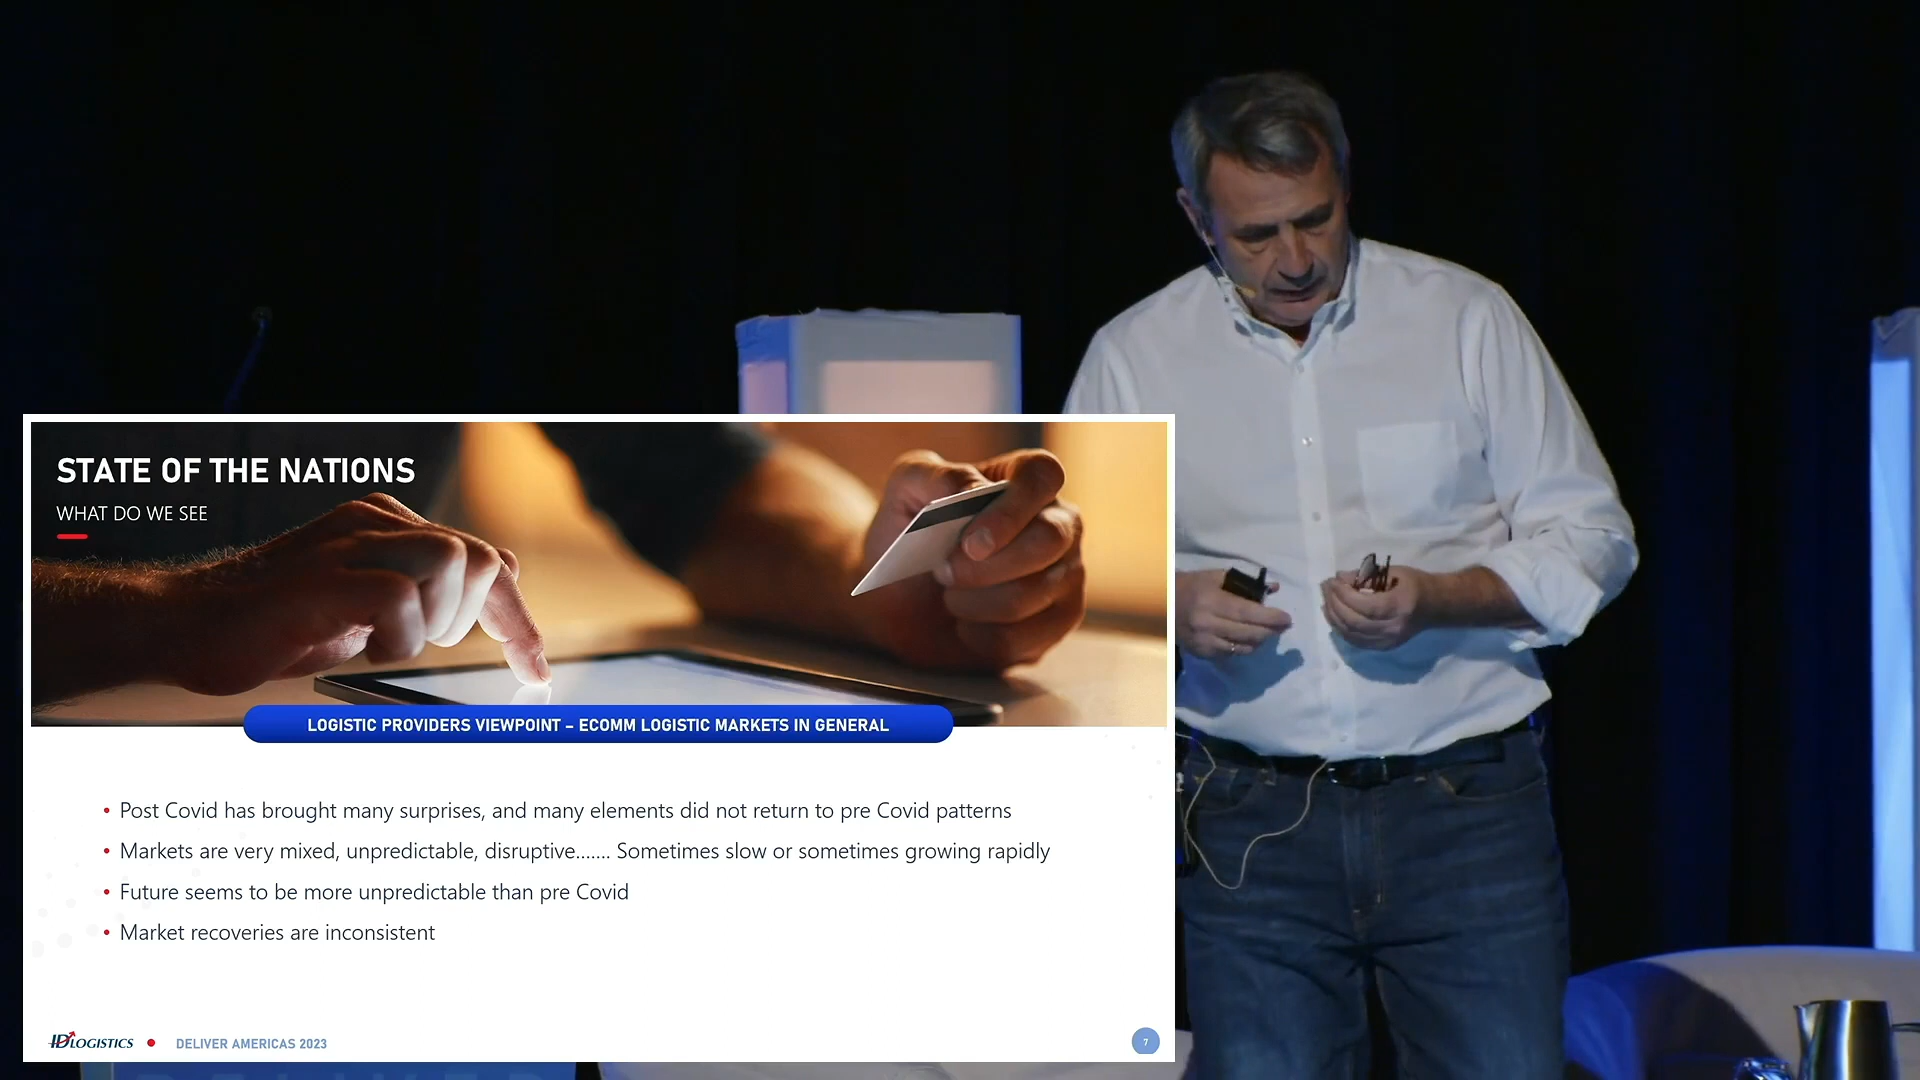 STATE OF THE NATIONS
WHAT DO WE SEE
LOGISTIC PROVIDERS VIEWPOINT – ECOMM LOGISTIC MARKETS IN GENERAL
• Post Covid has brought many surprises, and many elements did not return to pre Covid patterns
• Markets are very mixed, unpredictable, disruptive....... Sometimes slow or sometimes growing rapidly
• Future seems to be more unpredictable than pre Covid
• Market recoveries are inconsistent
ID LOGISTICS • DELIVER AMERICAS 2023
7